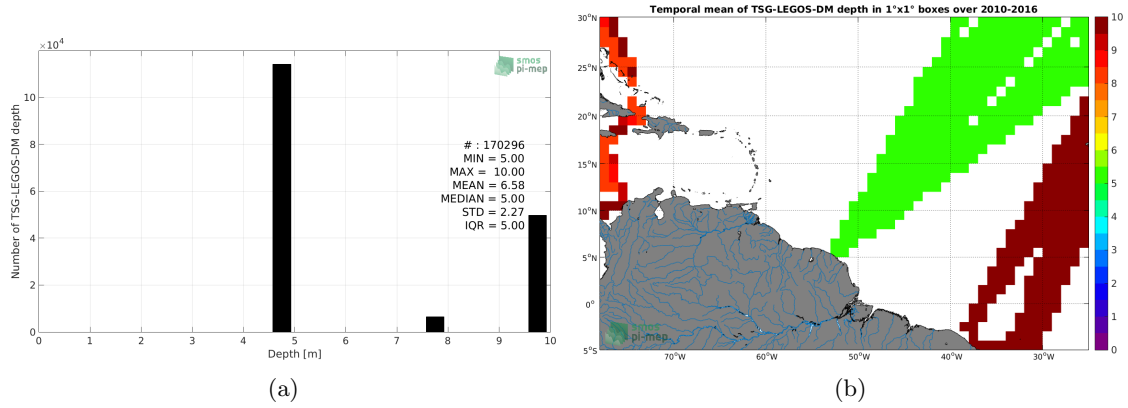 ×10⁴
10
8
6
4
2
0
0 1 2 3 4 5 6 7 8 9 10
Number of TSG-LEGOS-DM depth
Depth [m]
smos
pi-mep
# : 170296
MIN = 5.00
MAX = 10.00
MEAN = 6.58
MEDIAN = 5.00
STD = 2.27
IQR = 5.00
(a)
Temporal mean of TSG-LEGOS-DM depth in 1°x1° boxes over 2010-2016
30°N
25°N
20°N
15°N
10°N
5°N
0°
5°S
70°W 60°W 50°W 40°W 30°W
smos
pi-mep
10
9
8
7
6
5
4
3
2
1
0
(b)